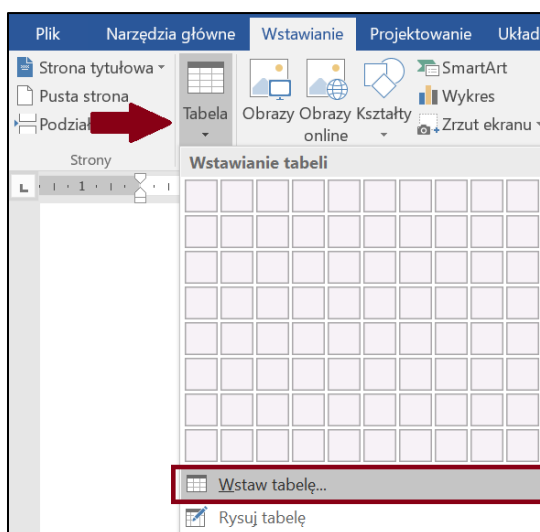 Plik Narzędzia główne Wstawianie Projektowanie Układ
Strona tytułowa
Pusta strona
Podział
Strony
Tabela
Obrazy
Obrazy
online
Kształty
SmartArt
Wykres
Zrzut ekranu
Wstawianie tabeli
1
Wstaw tabelę...
Rysuj tabelę